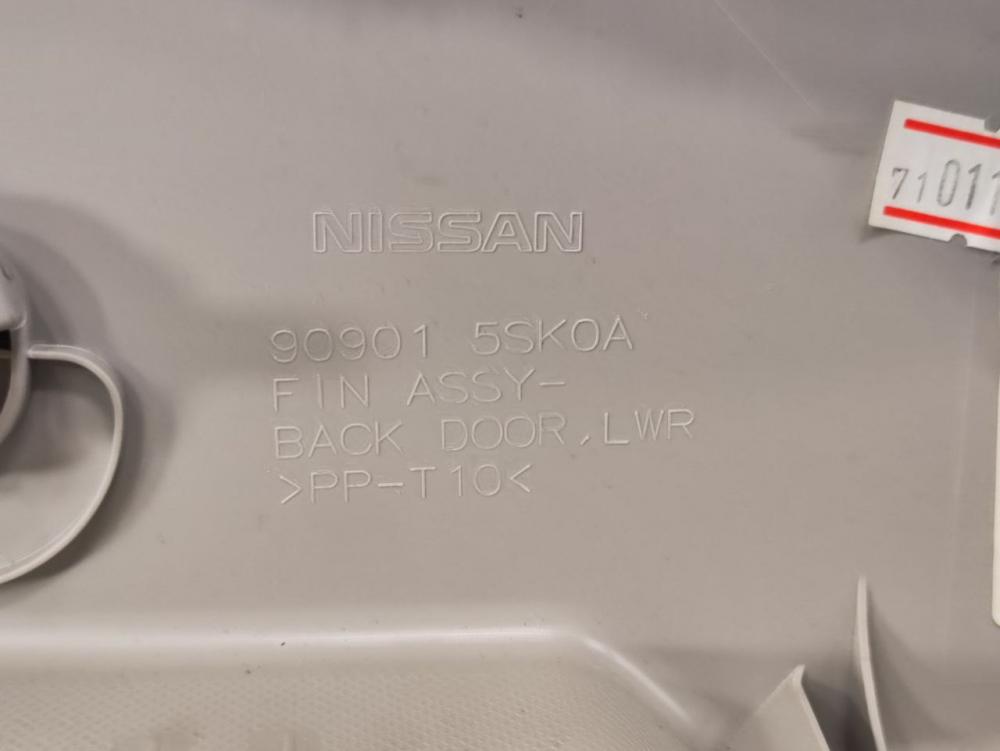 NISSAN
90901 5SK0A
FIN ASSY-
BACK DOOR,LWR
>PP-T10<
71011